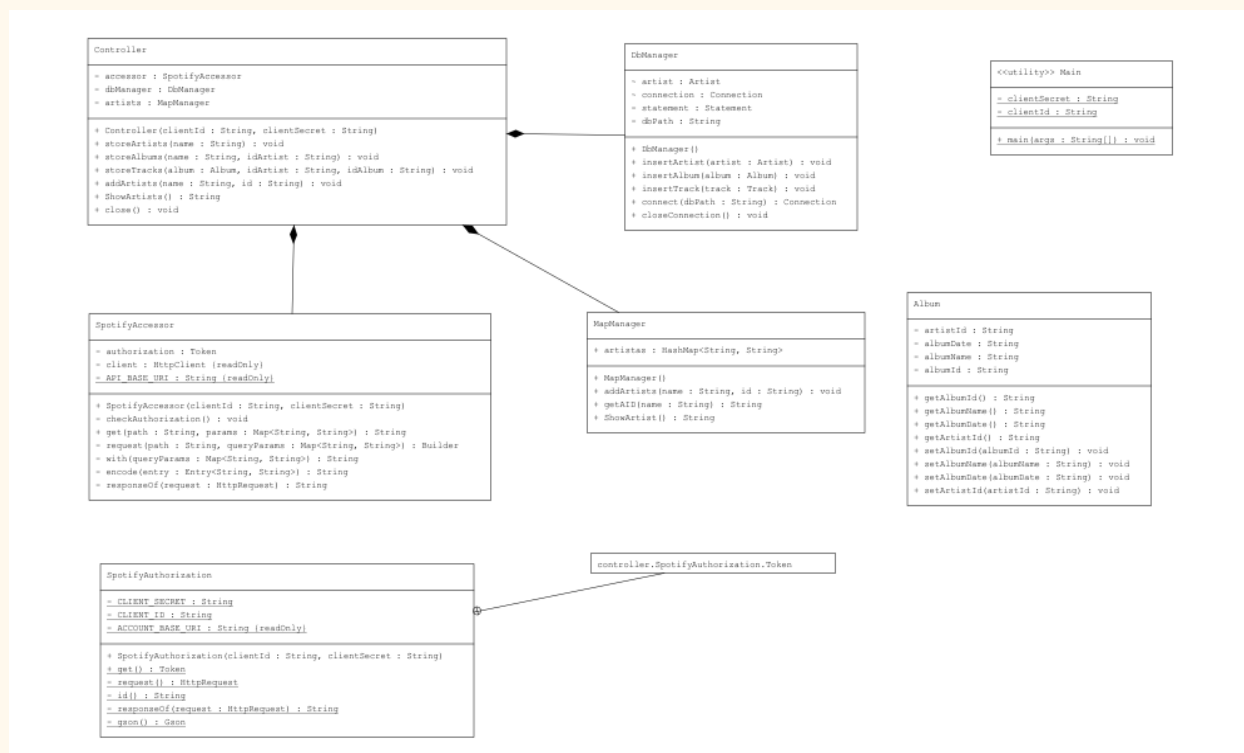 Controller
- accessor : SpotifyAccessor
- dbManager : DbManager
- artists : MapManager
+ Controller(clientId : String, clientSecret : String)
+ storeArtists(name : String) : void
+ storeAlbums(name : String, idArtist : String) : void
+ storeTracks(album : Album, idArtist : String, idAlbum : String) : void
+ addArtists(name : String, id : String) : void
+ ShowArtists() : String
+ close() : void
DbManager
- artist : Artist
- connection : Connection
- statement : Statement
- dbPath : String
+ DbManager()
+ insertArtist(artist : Artist) : void
+ insertAlbum(album : Album) : void
+ insertTrack(track : Track) : void
+ connect(dbPath : String) : Connection
+ closeConnection() : void
<<utility>> Main
- clientSecret : String
- clientId : String
+ main(args : String[]) : void
SpotifyAccessor
- authorization : Token
- client : HttpClient {readOnly}
- API_BASE_URI : String {readOnly}
+ SpotifyAccessor(clientId : String, clientSecret : String)
- checkAuthorization() : void
+ get(path : String, params : Map<String, String>) : String
- request(path : String, queryParams : Map<String, String>) : Builder
- with(queryParams : Map<String, String>) : String
- encode(entry : Entry<String, String>) : String
- responseOf(request : HttpRequest) : String
MapManager
+ artistas : HashMap<String, String>
+ MapManager()
+ addArtists(name : String, id : String) : void
+ getAID(name : String) : String
+ ShowArtist() : String
Album
- artistId : String
- albumDate : String
- albumName : String
- albumId : String
+ getAlbumId() : String
+ getAlbumName() : String
+ getAlbumDate() : String
+ getArtistId() : String
+ setAlbumId(albumId : String) : void
+ setAlbumName(albumName : String) : void
+ setAlbumDate(albumDate : String) : void
+ setArtistId(artistId : String) : void
SpotifyAuthorization
- CLIENT_SECRET : String
- CLIENT_ID : String
- ACCOUNT_BASE_URI : String {readOnly}
+ SpotifyAuthorization(clientId : String, clientSecret : String)
+ get() : Token
- request() : HttpRequest
- id() : String
- responseOf(request : HttpRequest) : String
- gson() : Gson
controller.SpotifyAuthorization.Token